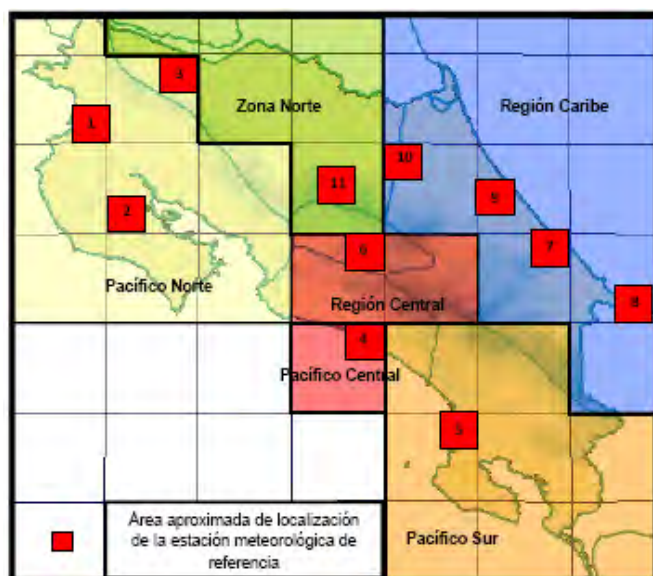 3
Zona Norte
Región Caribe
1
10
11
9
2
6
7
Pacífico Norte
Región Central
8
4
Pacífico Central
5
Área aproximada de localización
de la estación meteorológica de
referencia
Pacífico Sur